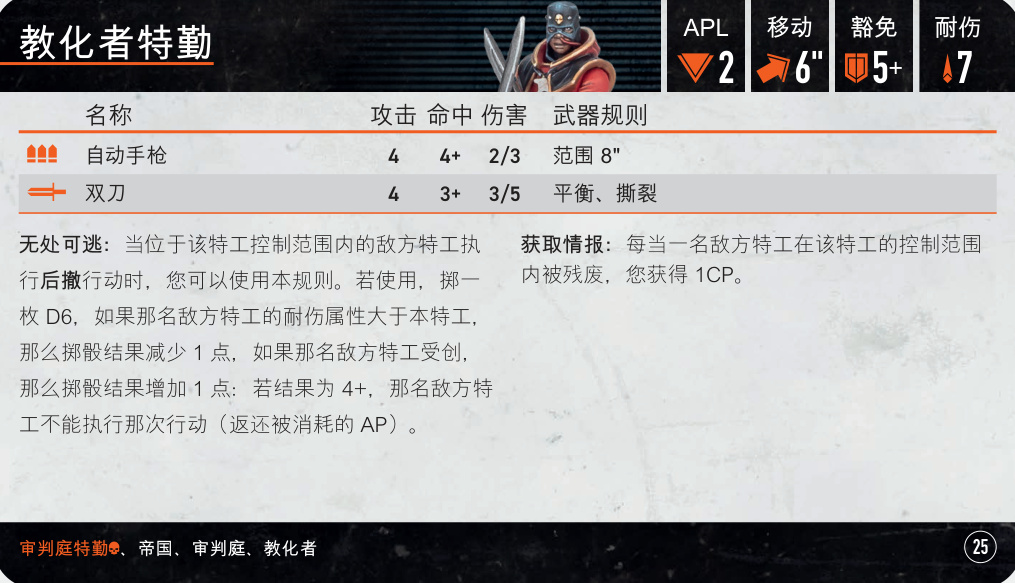 教化者特勤
APL 移动 豁免 耐伤
2 6" 5+ 7
名称 攻击 命中 伤害 武器规则
自动手枪 4 4+ 2/3 范围 8"
双刀 4 3+ 3/5 平衡、撕裂
无处可逃：当位于该特工控制范围内的敌方特工执
行后撤行动时，您可以使用本规则。若使用，掷一
枚 D6，如果那名敌方特工的耐伤属性大于本特工，
那么掷骰结果减少 1 点，如果那名敌方特工受创，
那么掷骰结果增加 1 点：若结果为 4+，那名敌方特
工不能执行那次行动（返还被消耗的 AP）。
获取情报：每当一名敌方特工在该特工的控制范围
内被残废，您获得 1CP。
审判庭特勤、帝国、审判庭、教化者
25